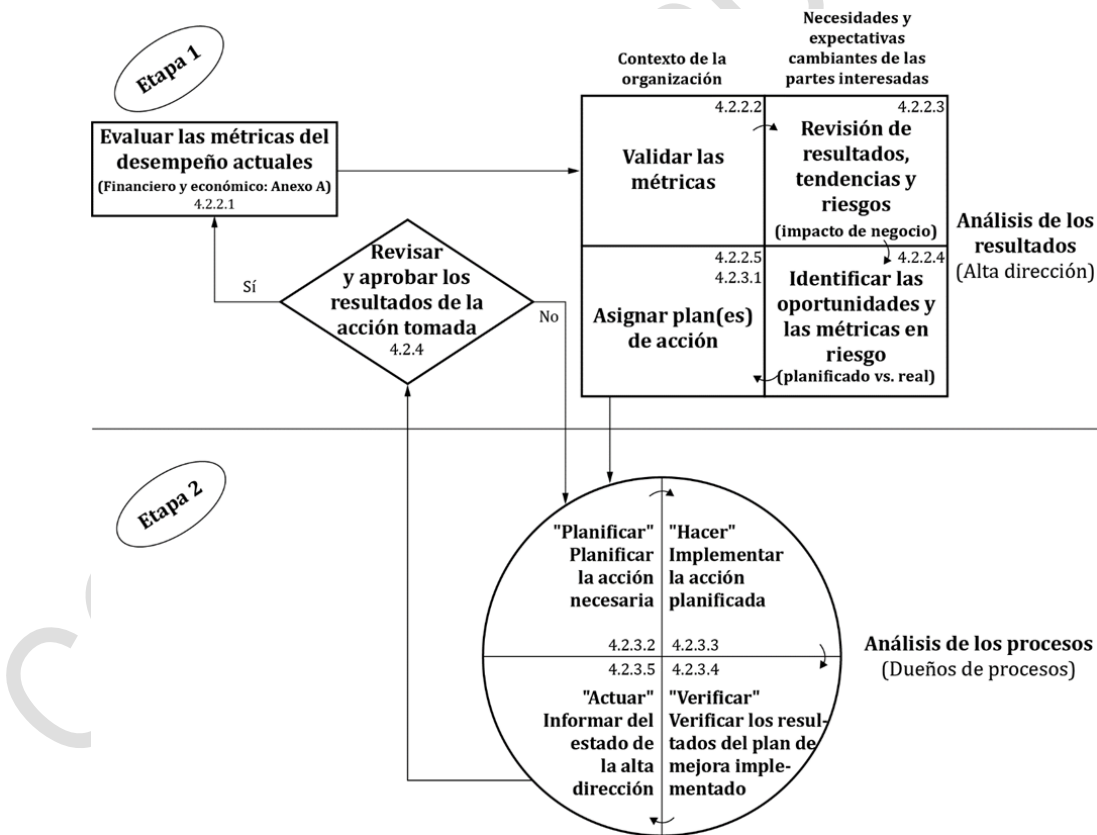 Etapa 1
Evaluar las métricas del
desempeño actuales
(Financiero y económico: Anexo A)
4.2.2.1
Revisar
y aprobar los
resultados de la
acción tomada
4.2.4
Sí
No
Contexto de la
organización
Necesidades y
expectativas
cambiantes de las
partes interesadas
4.2.2.2
Validar las
métricas
4.2.2.3
Revisión de
resultados,
tendencias y
riesgos
(impacto de negocio)
4.2.2.5
4.2.3.1
Asignar plan(es)
de acción
4.2.2.4
Identificar las
oportunidades y
las métricas en
riesgo
(planificado vs. real)
Análisis de los
resultados
(Alta dirección)
Etapa 2
"Planificar"
Planificar
la acción
necesaria
4.2.3.2
"Hacer"
Implementar
la acción
planificada
4.2.3.3
4.2.3.5
"Actuar"
Informar del
estado de
la alta
dirección
4.2.3.4
"Verificar"
Verificar los resul-
tados del plan de
mejora imple-
mentado
Análisis de los procesos
(Dueños de procesos)